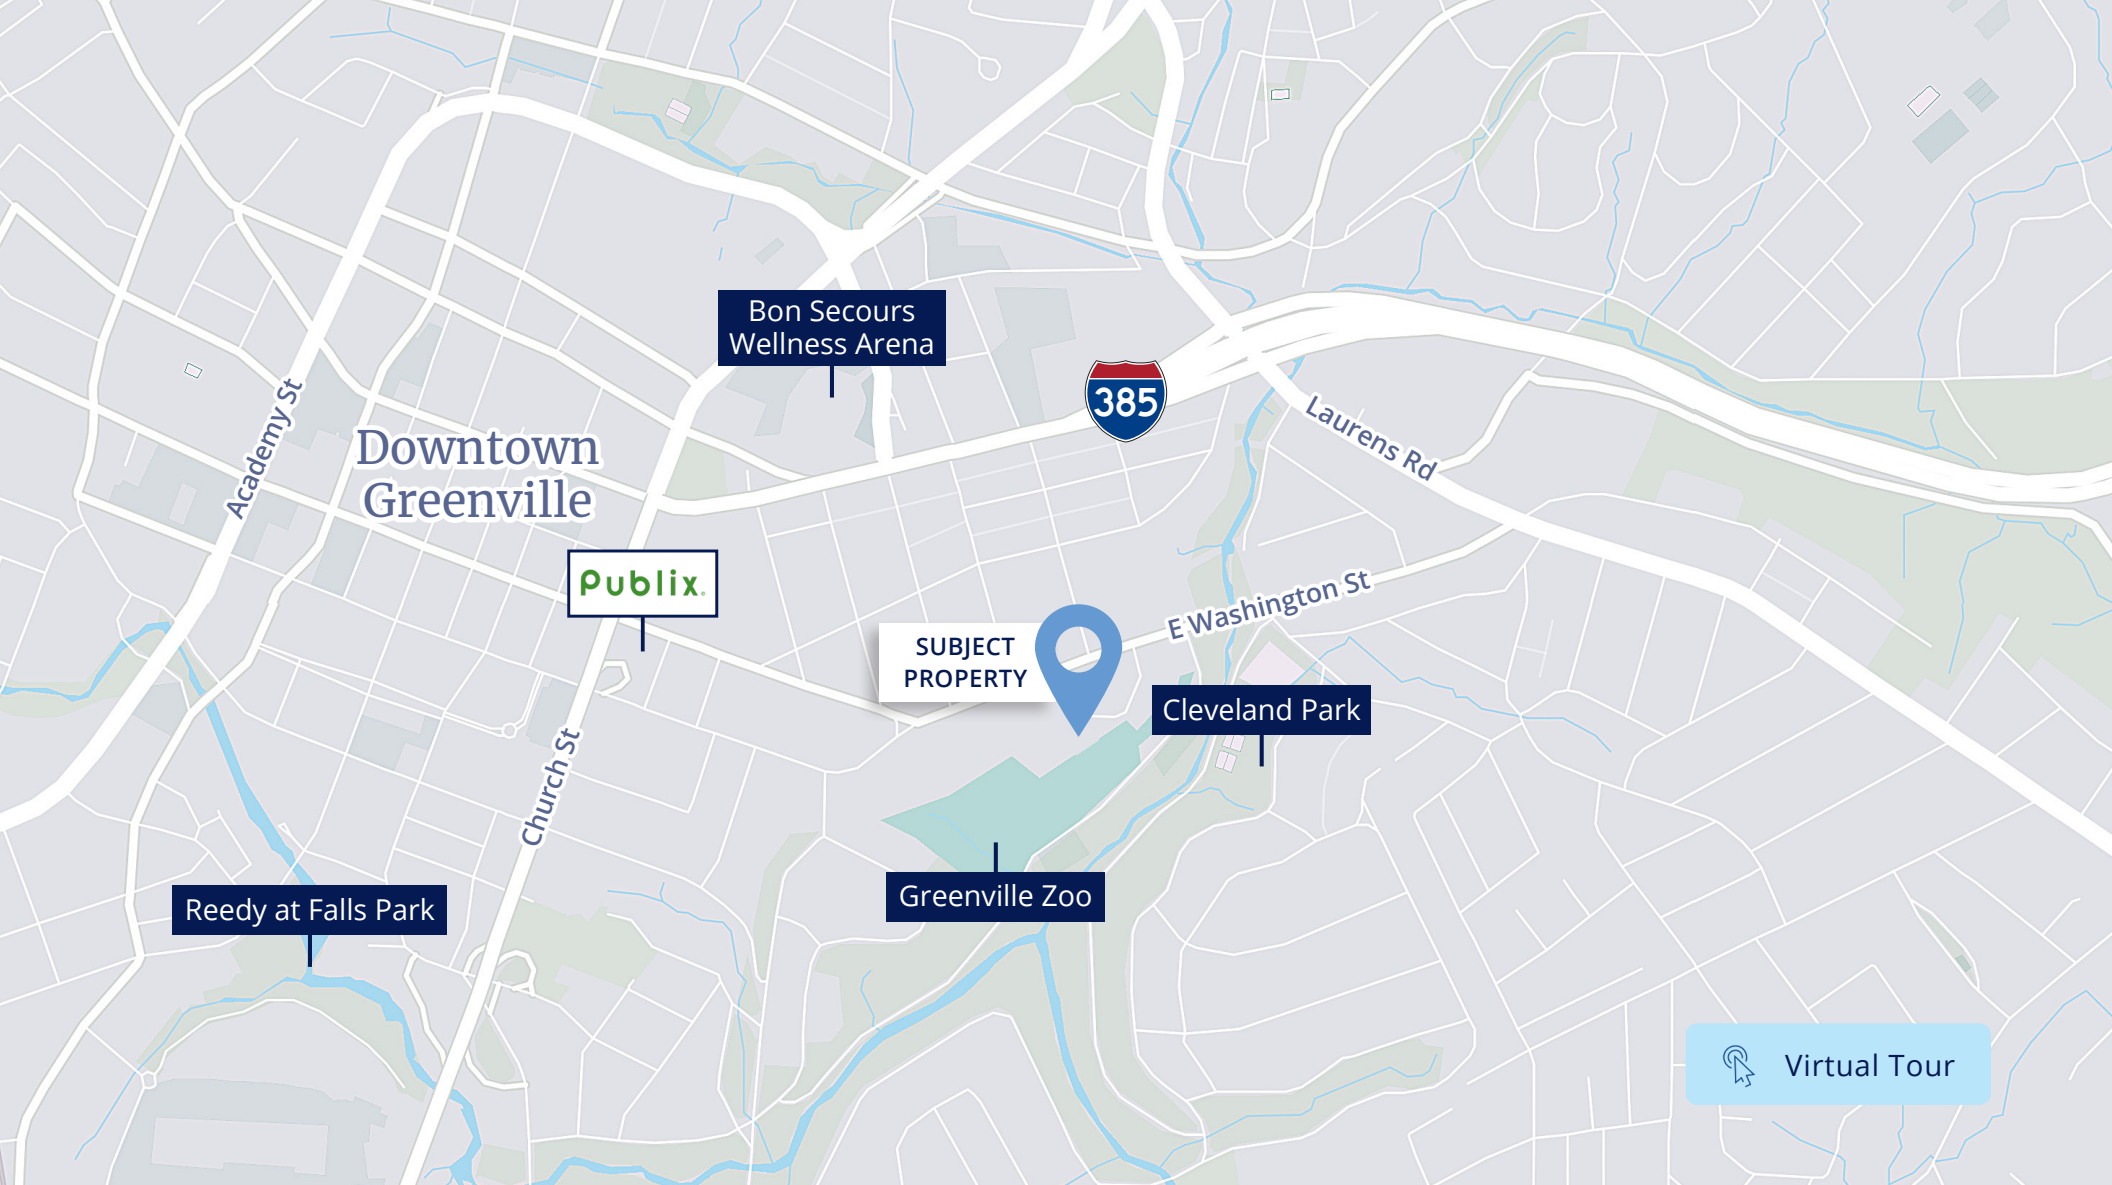 Bon Secours
Wellness Arena
385
Academy St
Laurens Rd
Downtown
Greenville
Publix
E Washington St
SUBJECT
PROPERTY
Cleveland Park
Church St
Greenville Zoo
Reedy at Falls Park
Virtual Tour